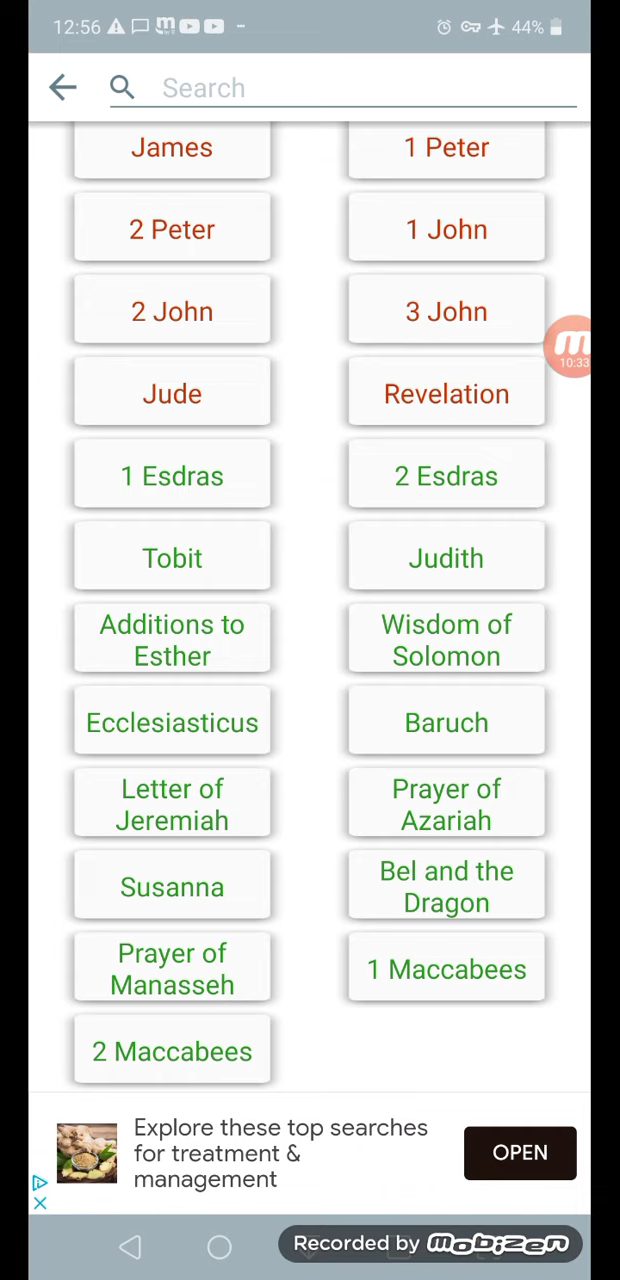 12:56 44%
Search
James 1 Peter
2 Peter 1 John
2 John 3 John
10:33
Jude Revelation
1 Esdras 2 Esdras
Tobit Judith
Additions to
Esther
Wisdom of
Solomon
Ecclesiasticus Baruch
Letter of
Jeremiah
Prayer of
Azariah
Susanna
Bel and the
Dragon
Prayer of
Manasseh
1 Maccabees
2 Maccabees
Explore these top searches
for treatment &
management
OPEN
Recorded by mobizen